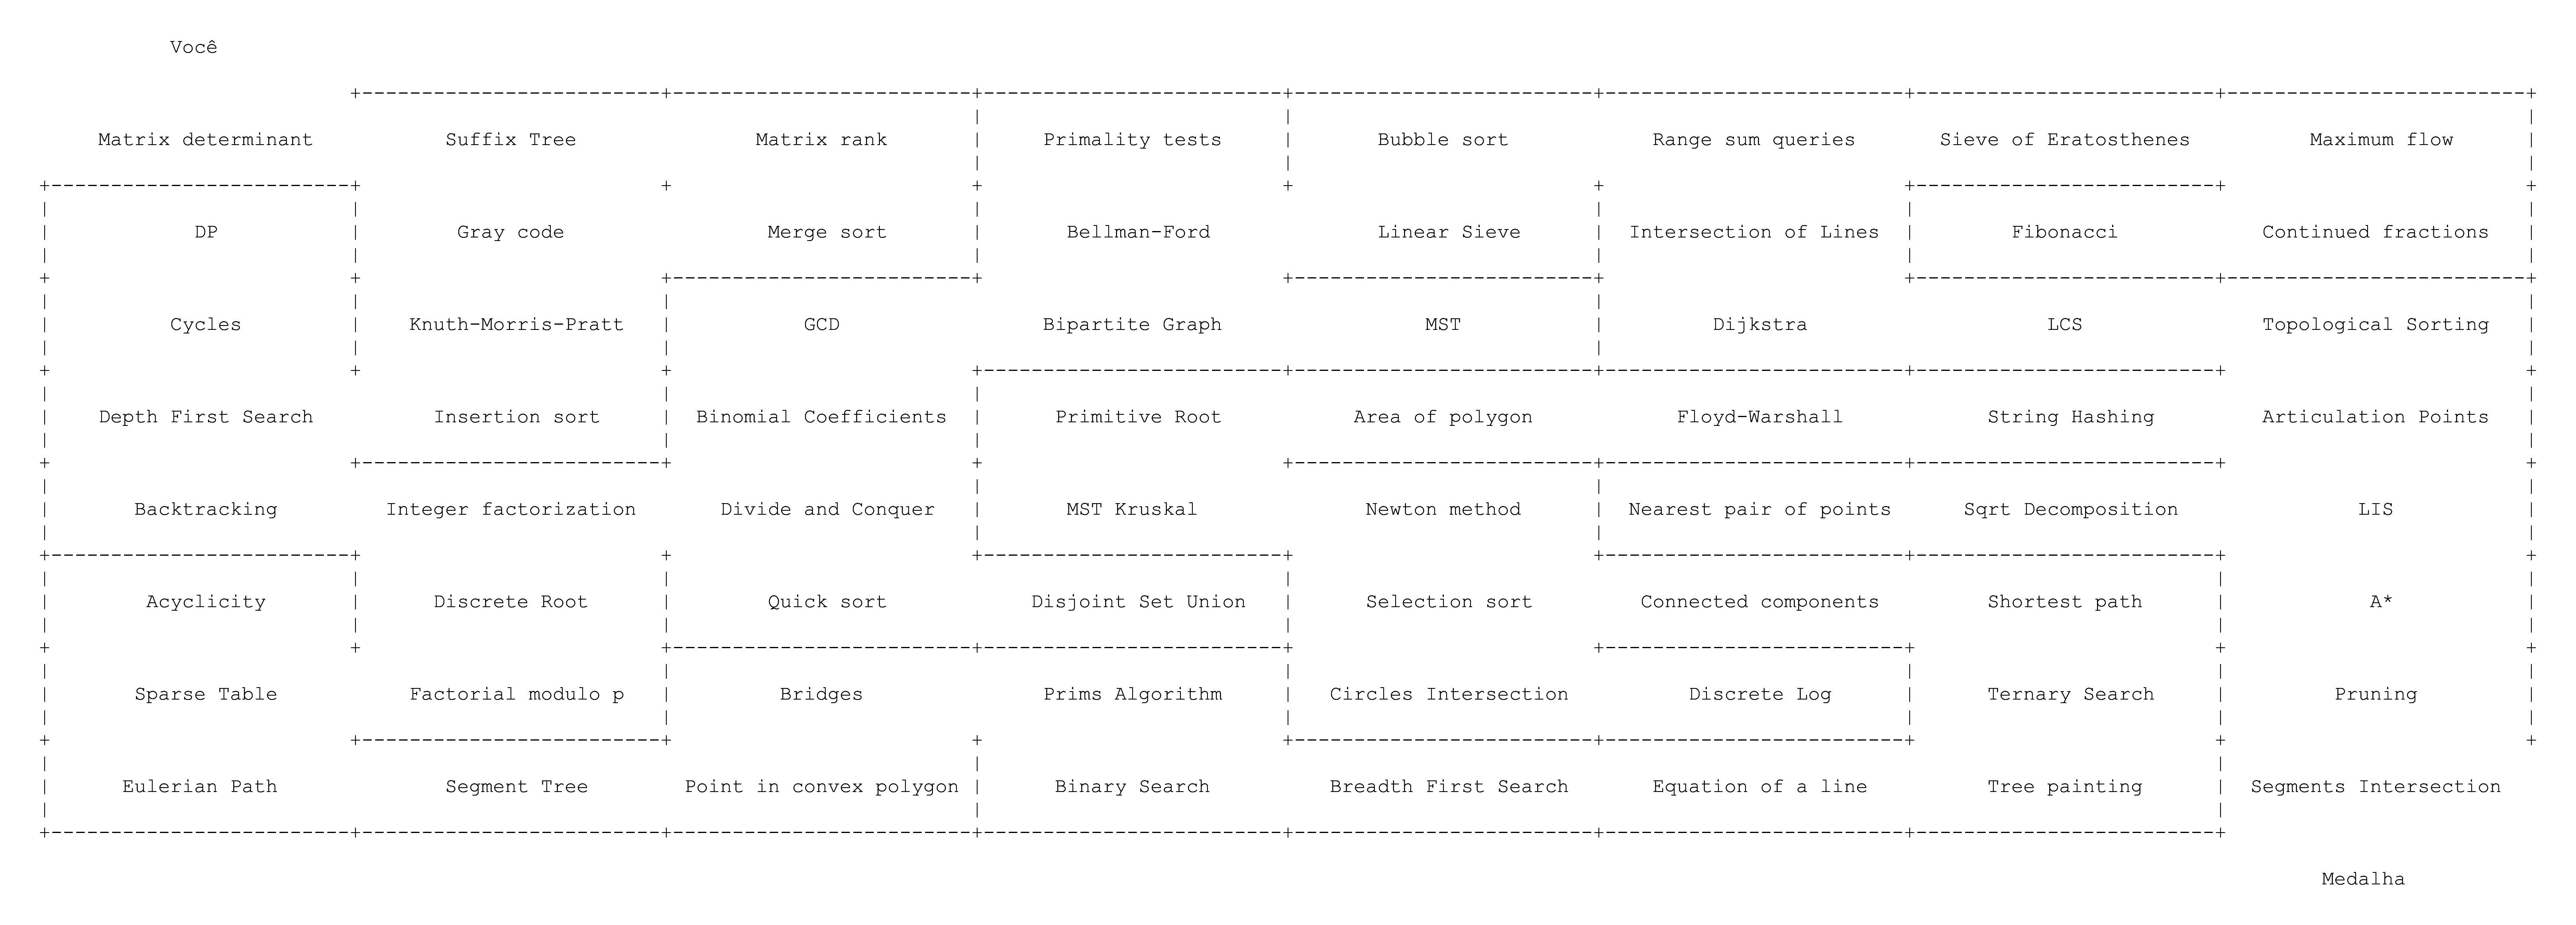 Você
Matrix determinant Suffix Tree Matrix rank Primality tests Bubble sort Range sum queries Sieve of Eratosthenes Maximum flow
DP Gray code Merge sort Bellman-Ford Linear Sieve Intersection of Lines Fibonacci Continued fractions
Cycles Knuth-Morris-Pratt GCD Bipartite Graph MST Dijkstra LCS Topological Sorting
Depth First Search Insertion sort Binomial Coefficients Primitive Root Area of polygon Floyd-Warshall String Hashing Articulation Points
Backtracking Integer factorization Divide and Conquer MST Kruskal Newton method Nearest pair of points Sqrt Decomposition LIS
Acyclicity Discrete Root Quick sort Disjoint Set Union Selection sort Connected components Shortest path A*
Sparse Table Factorial modulo p Bridges Prims Algorithm Circles Intersection Discrete Log Ternary Search Pruning
Eulerian Path Segment Tree Point in convex polygon Binary Search Breadth First Search Equation of a line Tree painting Segments Intersection
Medalha